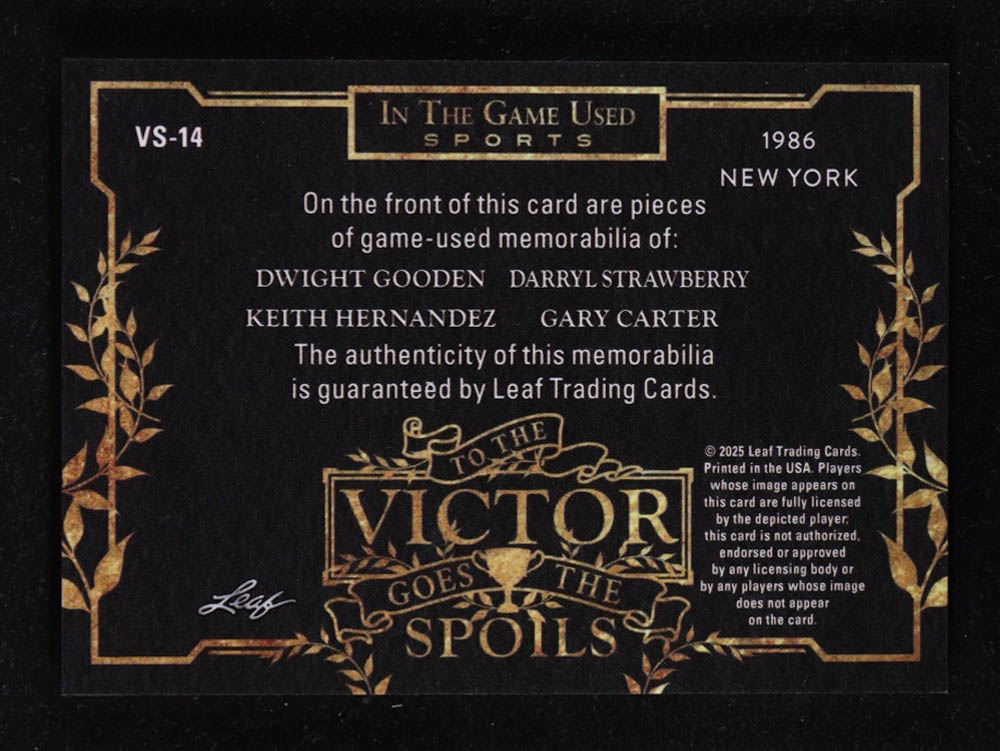 IN THE GAME USED
SPORTS
VS-14
1986
NEW YORK
On the front of this card are pieces
of game-used memorabilia of:
DWIGHT GOODEN DARRYL STRAWBERRY
KEITH HERNANDEZ GARY CARTER
The authenticity of this memorabilia
is guaranteed by Leaf Trading Cards.
TO THE
VICTOR
GOES THE
SPOILS
Leaf
© 2025 Leaf Trading Cards.
Printed in the USA. Players
whose image appears on
this card are fully licensed
by the depicted player;
this card is not authorized,
endorsed or approved
by any licensing body or
by any players whose image
does not appear
on the card.